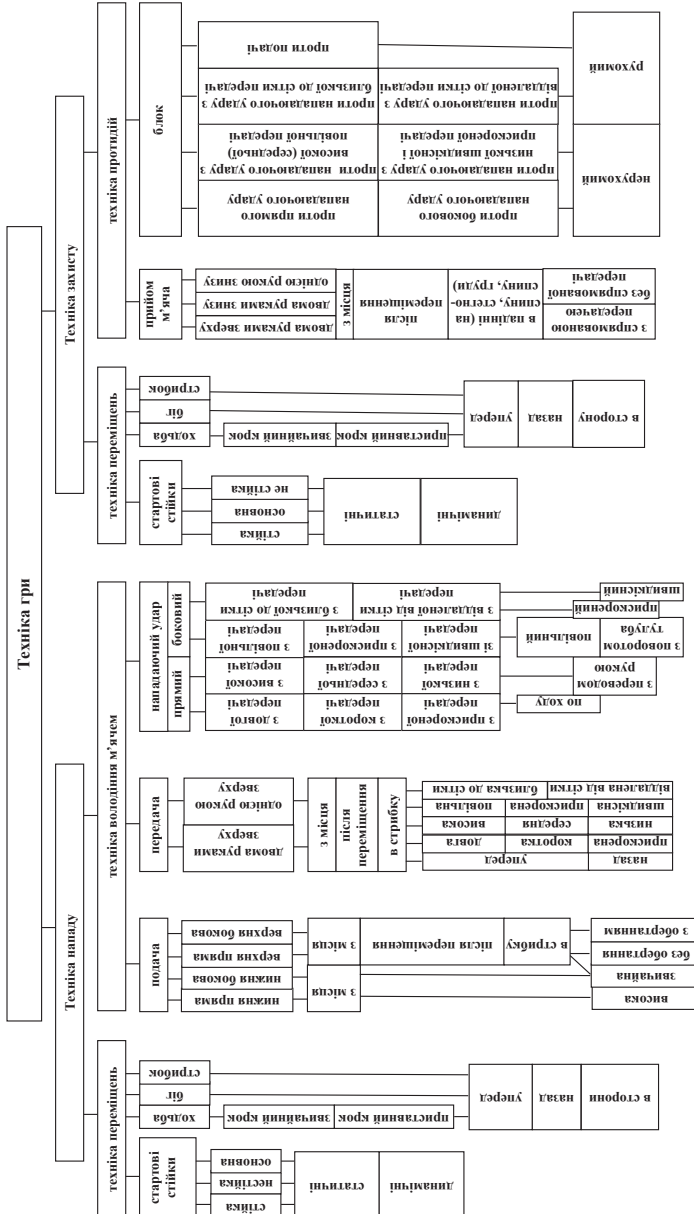 Техніка гри
Техніка нападу
Техніка захисту
техніка переміщень
техніка володіння м’ячем
техніка переміщень
техніка протидій
стартові
стійки
стійка
нестійка
основна
статичні
динамічні
ходьба
біг
стрибок
звичайний крок
приставний крок
уперед
назад
в сторони
подача
нижня пряма
нижня бокова
верхня пряма
верхня бокова
з місця
з місця
після переміщення
в стрибку
висока
звичайна
без обертання
з обертанням
передача
двома руками
зверху
однією рукою
зверху
з місця
після
переміщення
в стрибку
уперед
назад
довга
коротка
прискорена
висока
середня
низька
повільна
прискорена
швидкісна
близька до сітки
віддалена від сітки
нападаючий удар
прямий
боковий
з довгої
передачі
з короткої
передачі
з прискореної
передачі
з високої
передачі
з середньої
передачі
з низької
передачі
з повільної
передачі
з прискореної
передачі
зі швидкісної
передачі
з близької до сітки
передачі
з віддаленої від сітки
передачі
по ходу
з переводом
рукою
повільний
з поворотом
тулуба
прискорений
швидкісний
стартові
стійки
стійка
основна
не стійка
статичні
динамічні
ходьба
біг
стрибок
звичайний крок
приставний крок
уперед
назад
в сторону
прийом
м’яча
двома руками зверху
двома руками знизу
однією рукою знизу
з місця
після
переміщення
в падінні (на
спину, стегно-
спину, груди)
з спрямованою
передачею
без спрямованої
передачі
блок
проти прямого
нападаючого удару
проти бокового
нападаючого удару
проти нападаючого удару з
високої (середньої)
повільної передачі
проти нападаючого удару з
низької швидкісної і
прискореної передачі
проти нападаючого удару з
близької до сітки передачі
проти нападаючого удару з
віддаленої до сітки передачі
проти подачі
нерухомий
рухомий